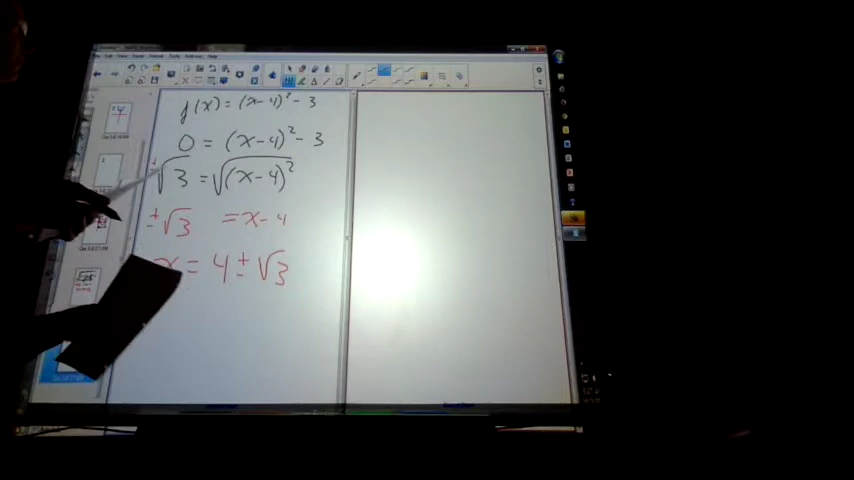 f(x) = (x-4)² - 3
0 = (x-4)² - 3
±√3 = √(x-4)²
±√3 = x-4
x = 4 ± √3